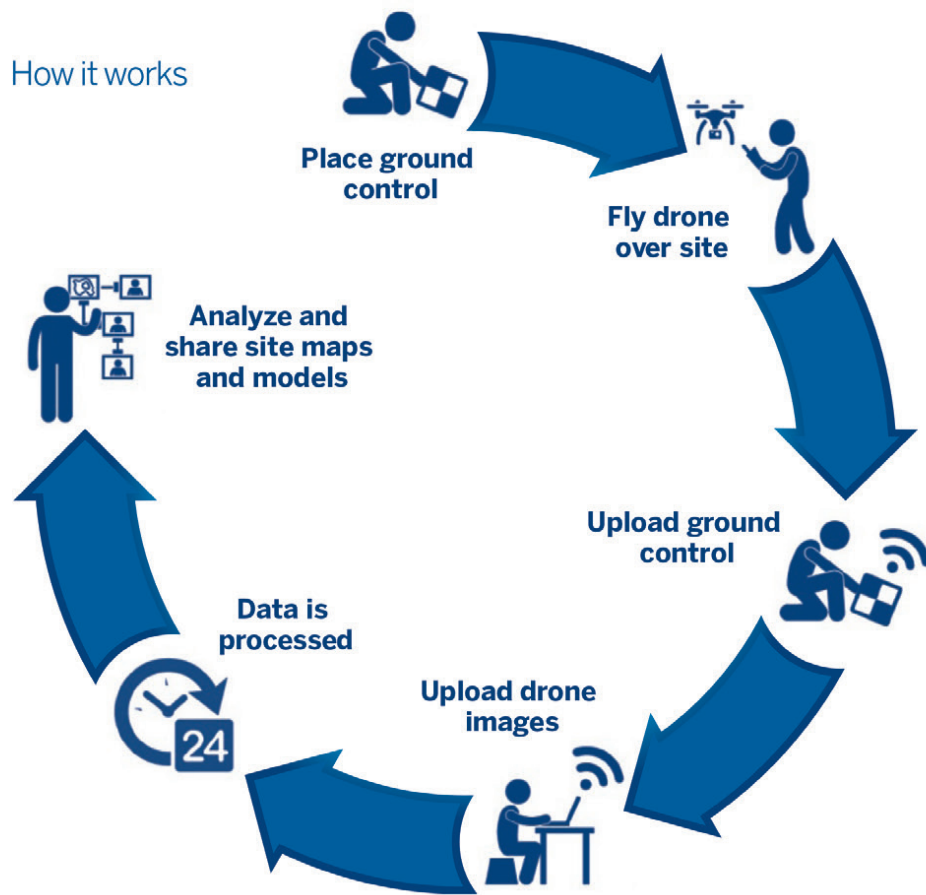 How it works
Place ground
control
Fly drone
over site
Upload ground
control
Upload drone
images
Data is
processed
24
Analyze and
share site maps
and models